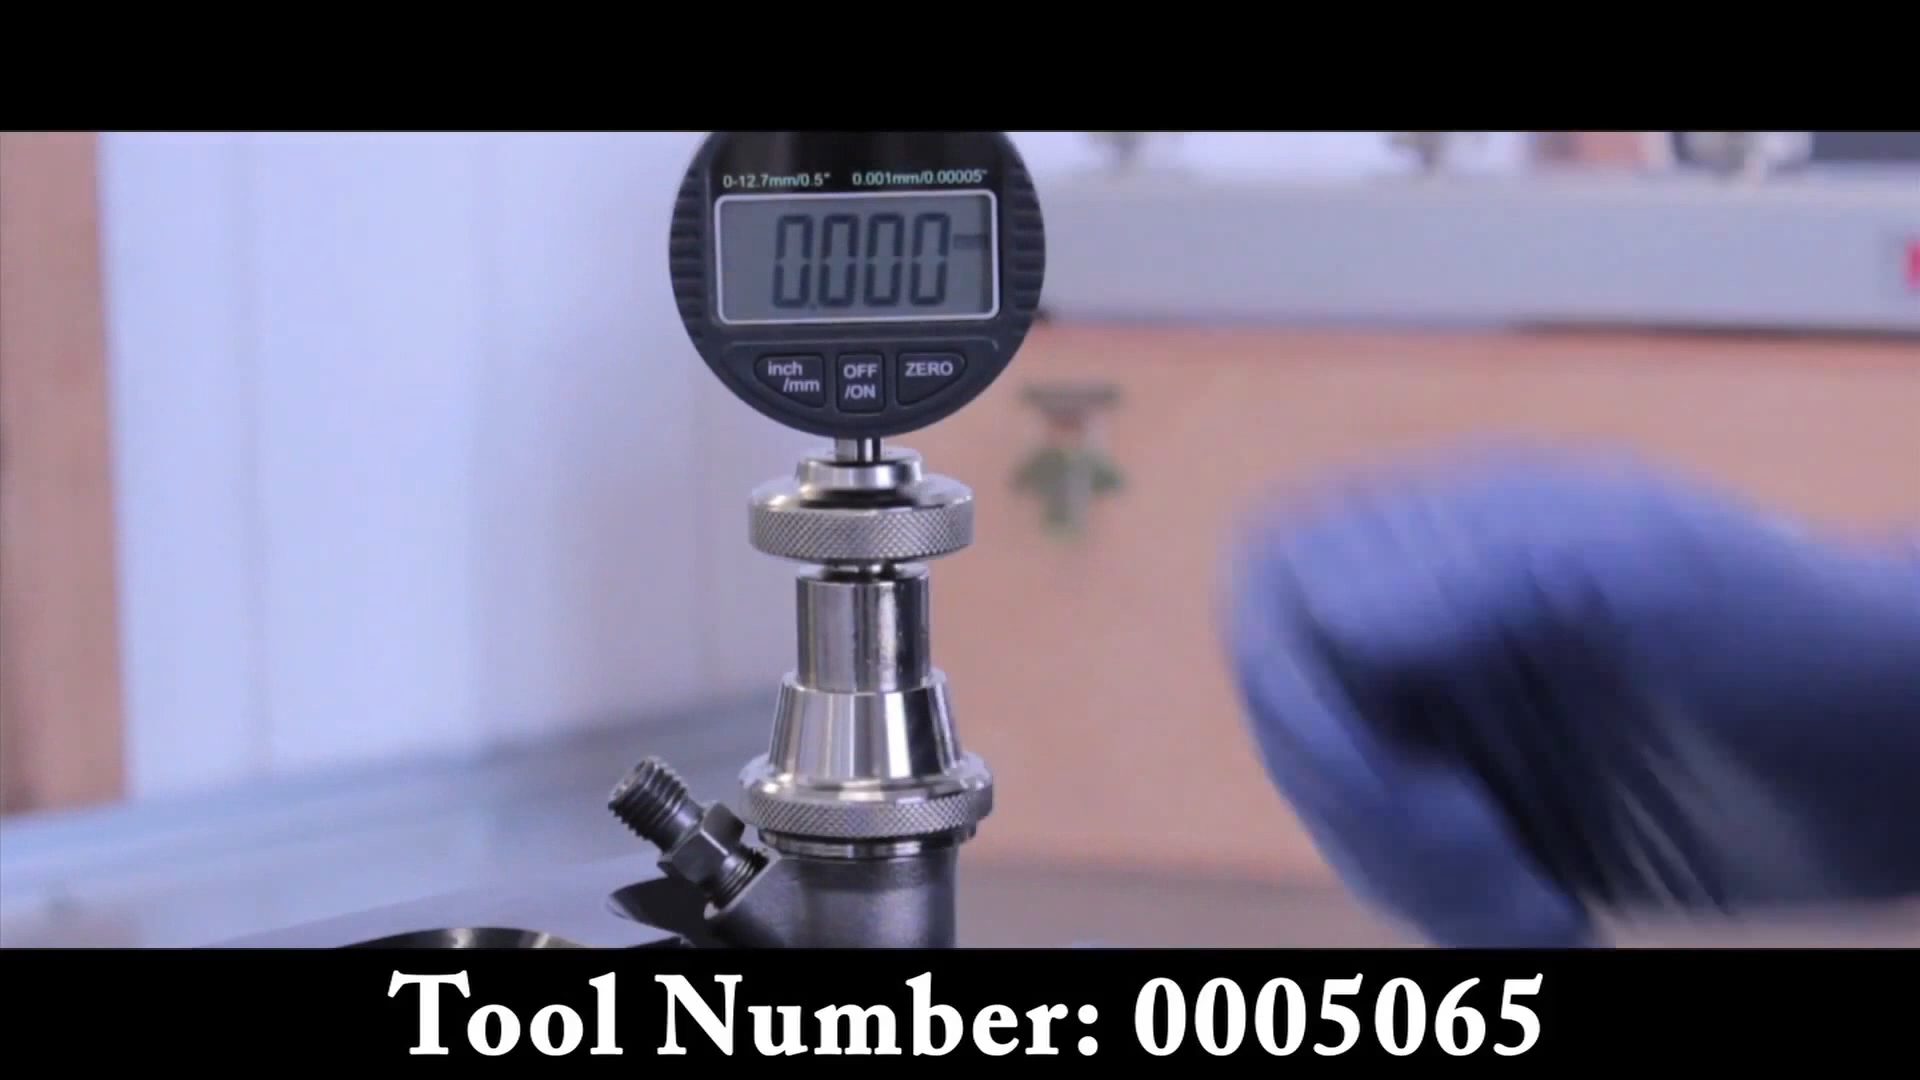 0-12.7mm/0.5" 0.001mm/0.00005"
0.000 mm
inch
/mm
OFF
/ON
ZERO
Tool Number: 0005065